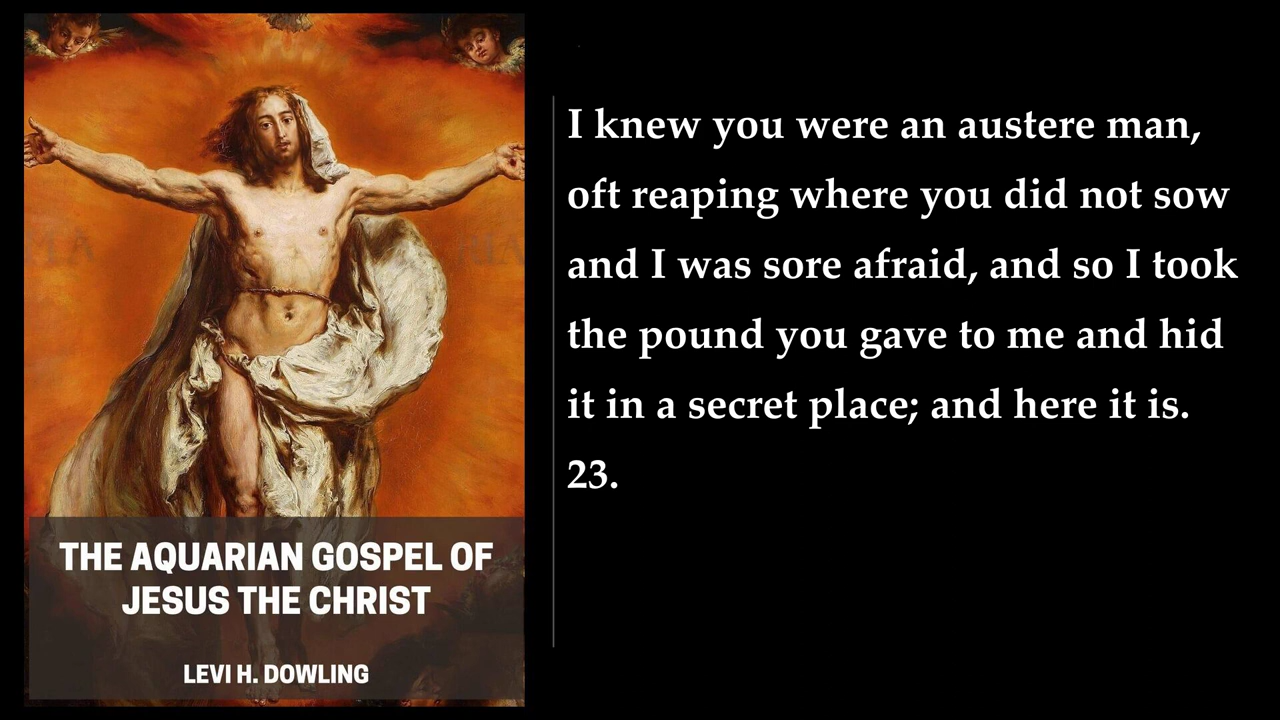 THE AQUARIAN GOSPEL OF
JESUS THE CHRIST
LEVI H. DOWLING
I knew you were an austere man,
oft reaping where you did not sow
and I was sore afraid, and so I took
the pound you gave to me and hid
it in a secret place; and here it is.
23.